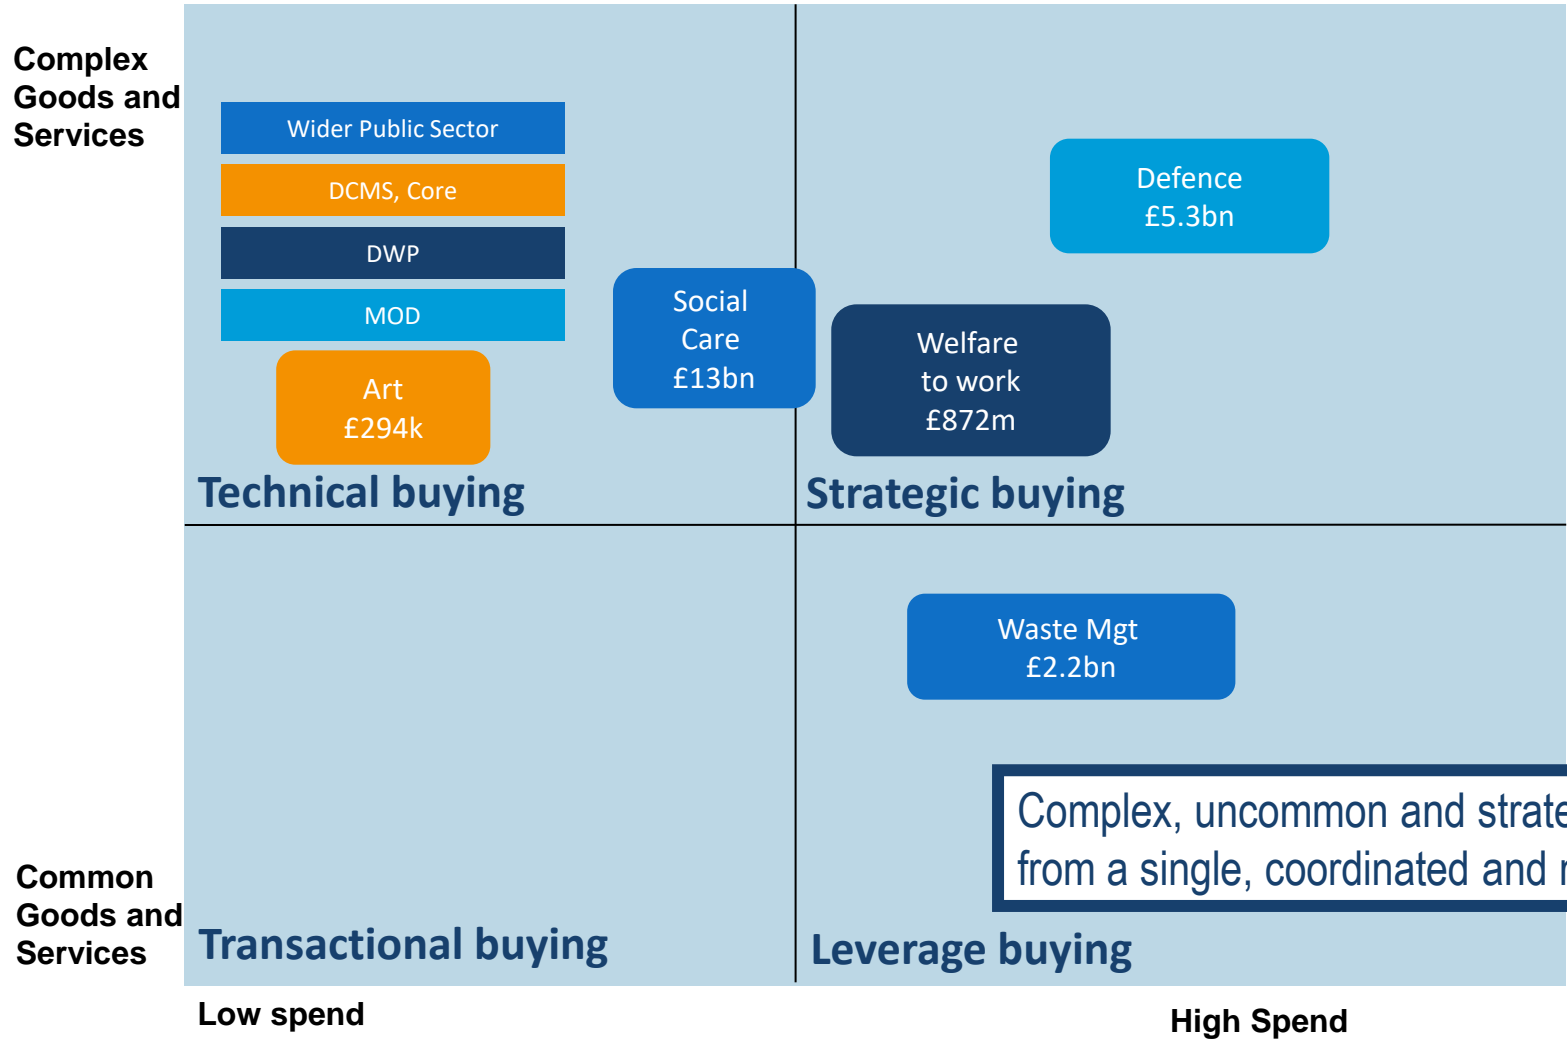 Complex
Goods and
Services
Wider Public Sector
DCMS, Core
DWP
MOD
Art
£294k
Social
Care
£13bn
Defence
£5.3bn
Welfare
to work
£872m
Technical buying
Strategic buying
Waste Mgt
£2.2bn
Complex, uncommon and strate
from a single, coordinated and
Common
Goods and
Services
Transactional buying
Leverage buying
Low spend
High Spend